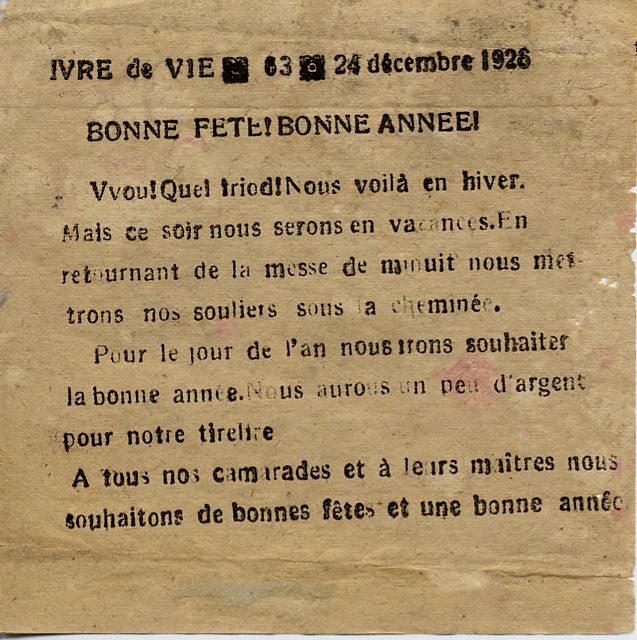 IVRE de VIE 63 24 décembre 1926
BONNE FETE! BONNE ANNEE!
Vvou! Quel friod! Nous voilà en hiver.
Mais ce soir nous serons en vacances. En
retournant de la messe de minuit nous met-
trons nos souliers sous la cheminée.
Pour le jour de l'an nous irons souhaiter
la bonne année. Nous aurons un peu d'argent
pour notre tirelire
A tous nos camarades et à leurs maîtres nous
souhaitons de bonnes fêtes et une bonne année